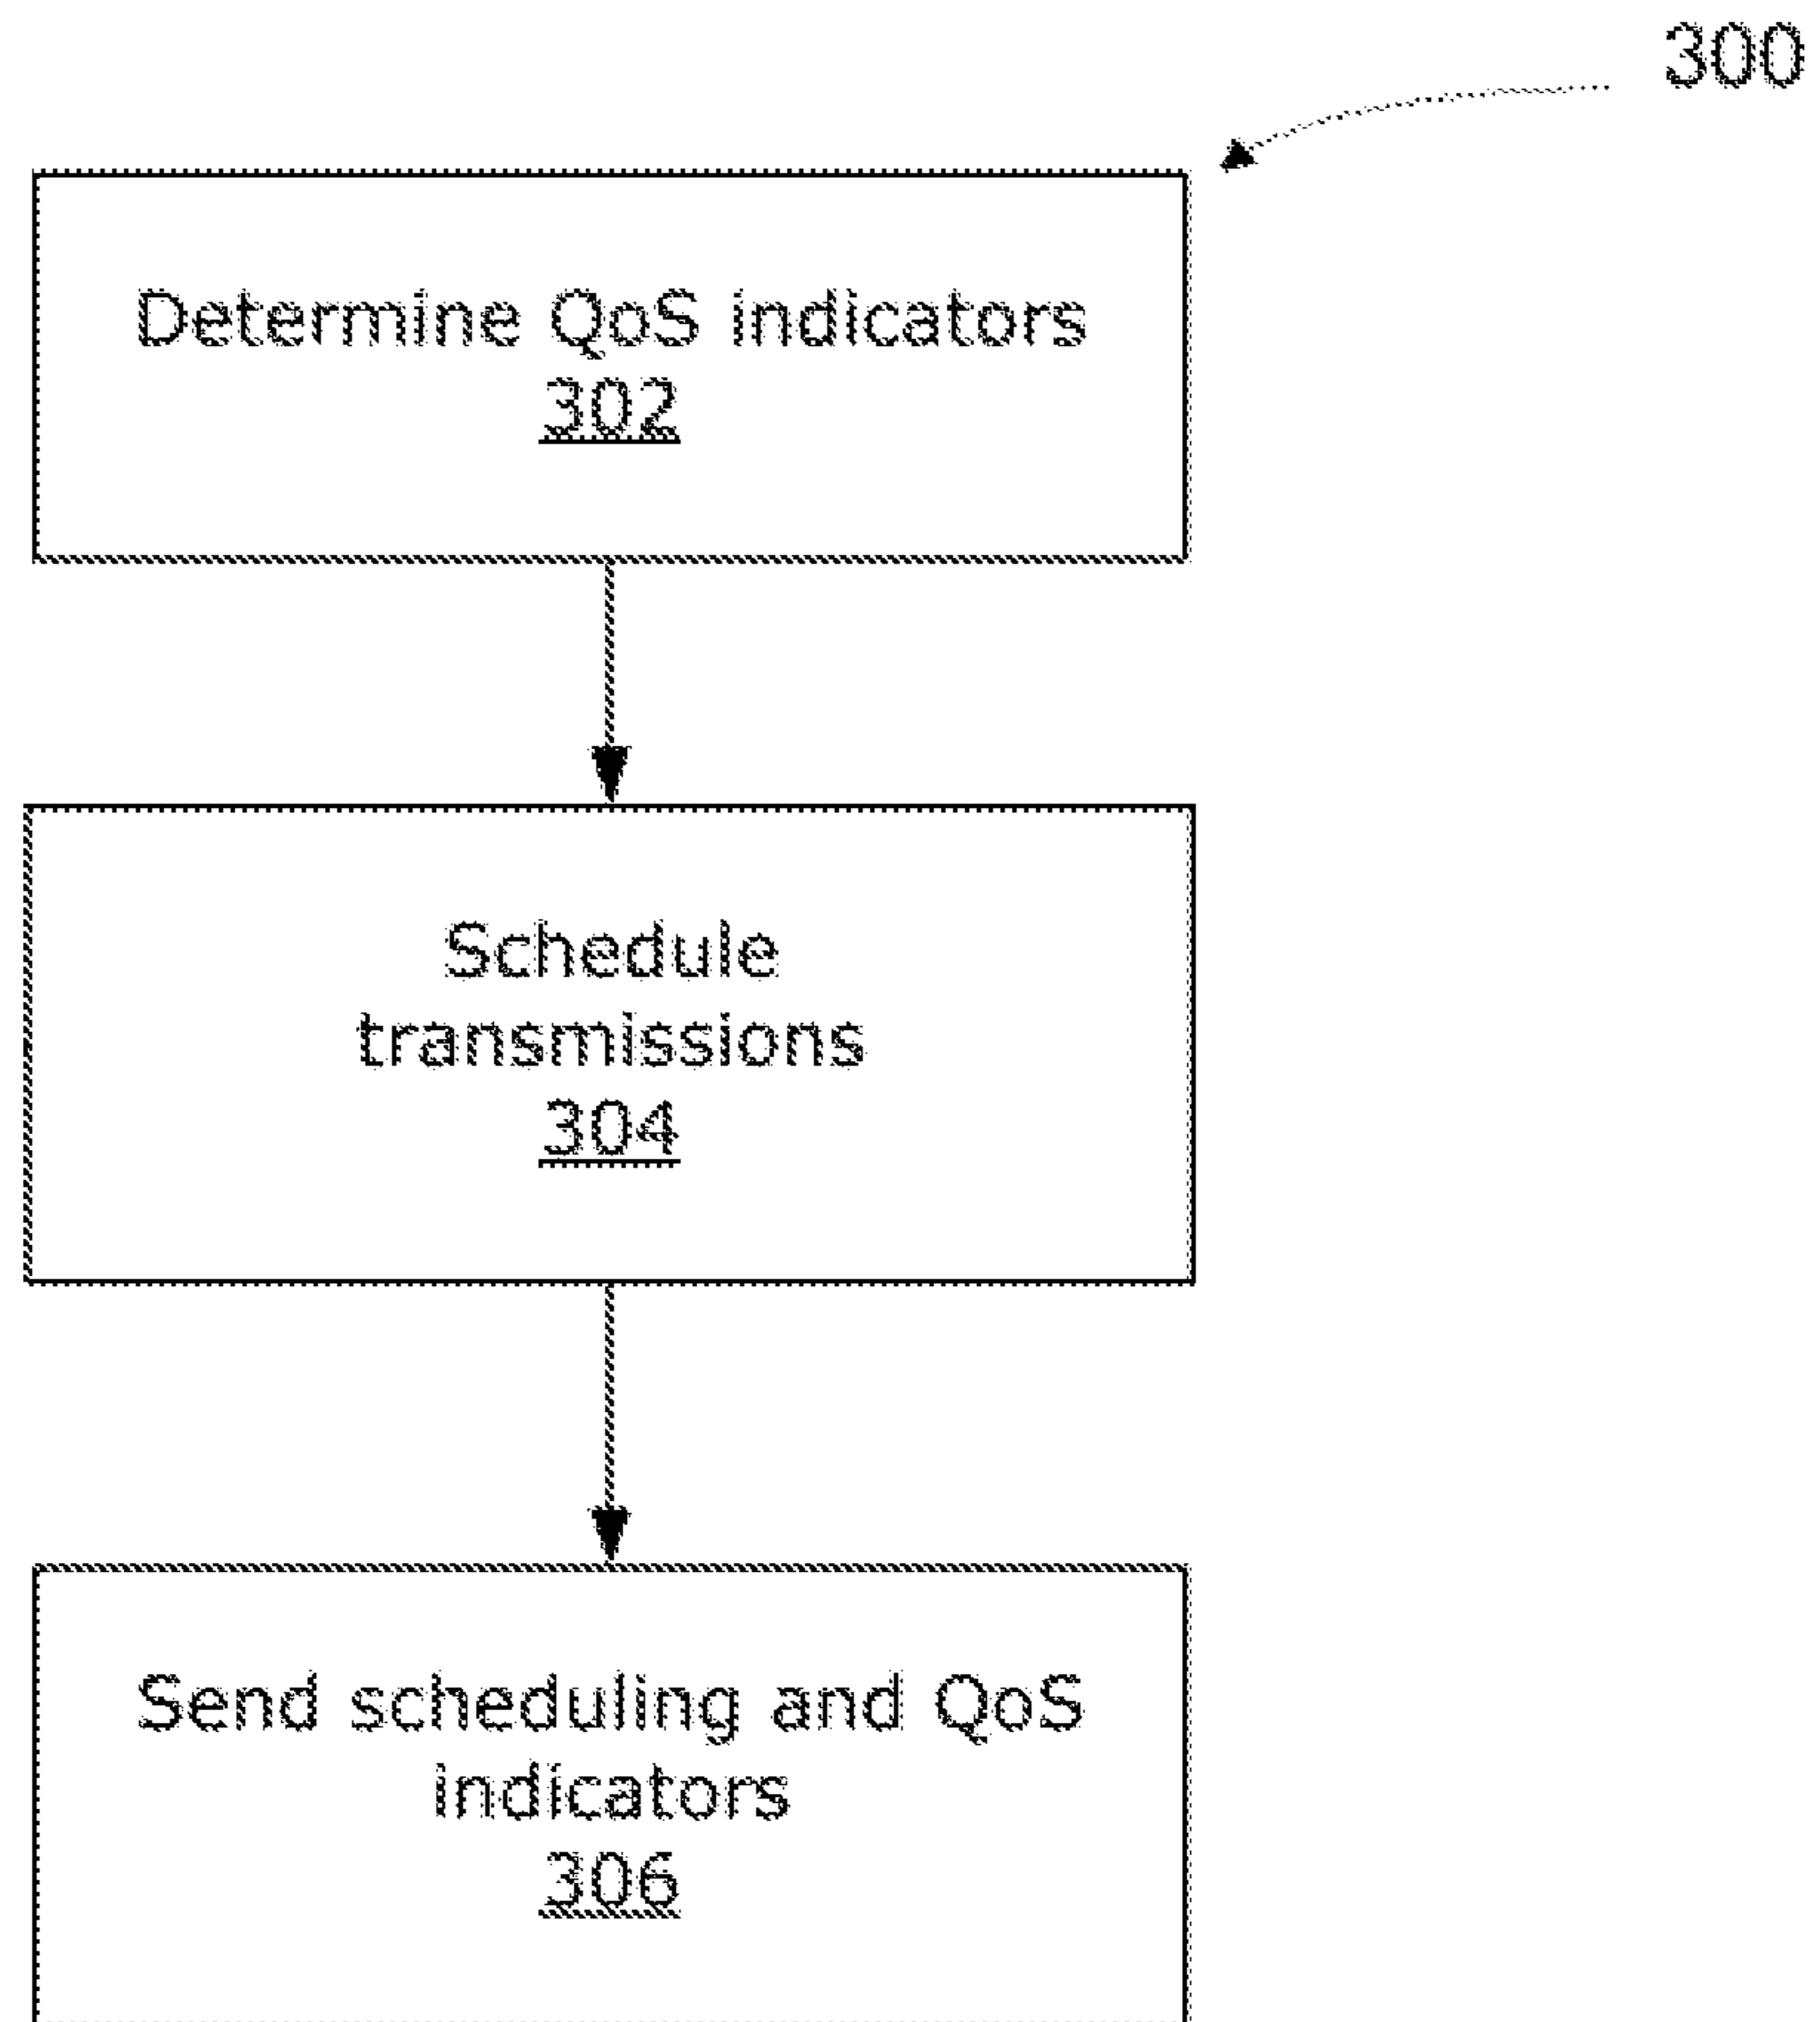 300
Determine QoS indicators
302
Schedule
transmissions
304
Send scheduling and QoS
indicators
306